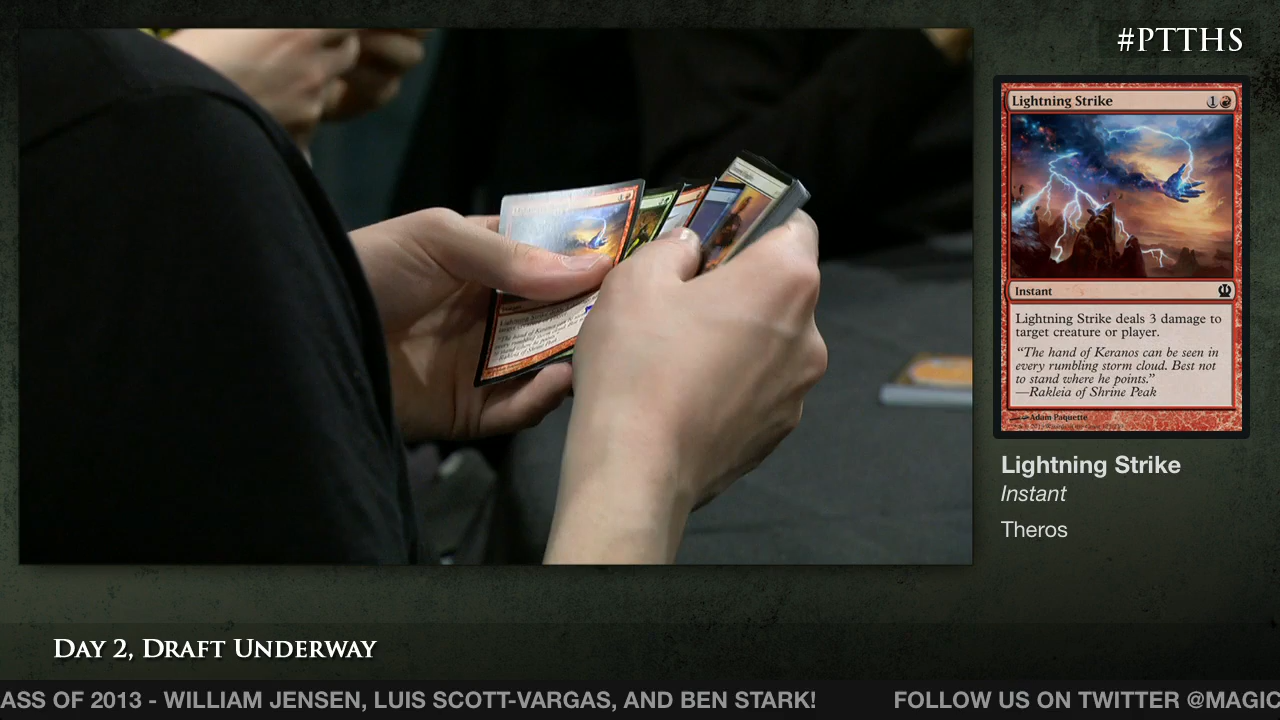 #PTTHS
Lightning Strike
1
Instant
Lightning Strike deals 3 damage to
target creature or player.
“The hand of Keranos can be seen in
every rumbling storm cloud. Best not
to stand where he points.”
—Rakleia of Shrine Peak
Adam Paquette
Lightning Strike
Instant
Theros
Day 2, Draft Underway
ASS OF 2013 - WILLIAM JENSEN, LUIS SCOTT-VARGAS, AND BEN STARK!
FOLLOW US ON TWITTER @MAGIC